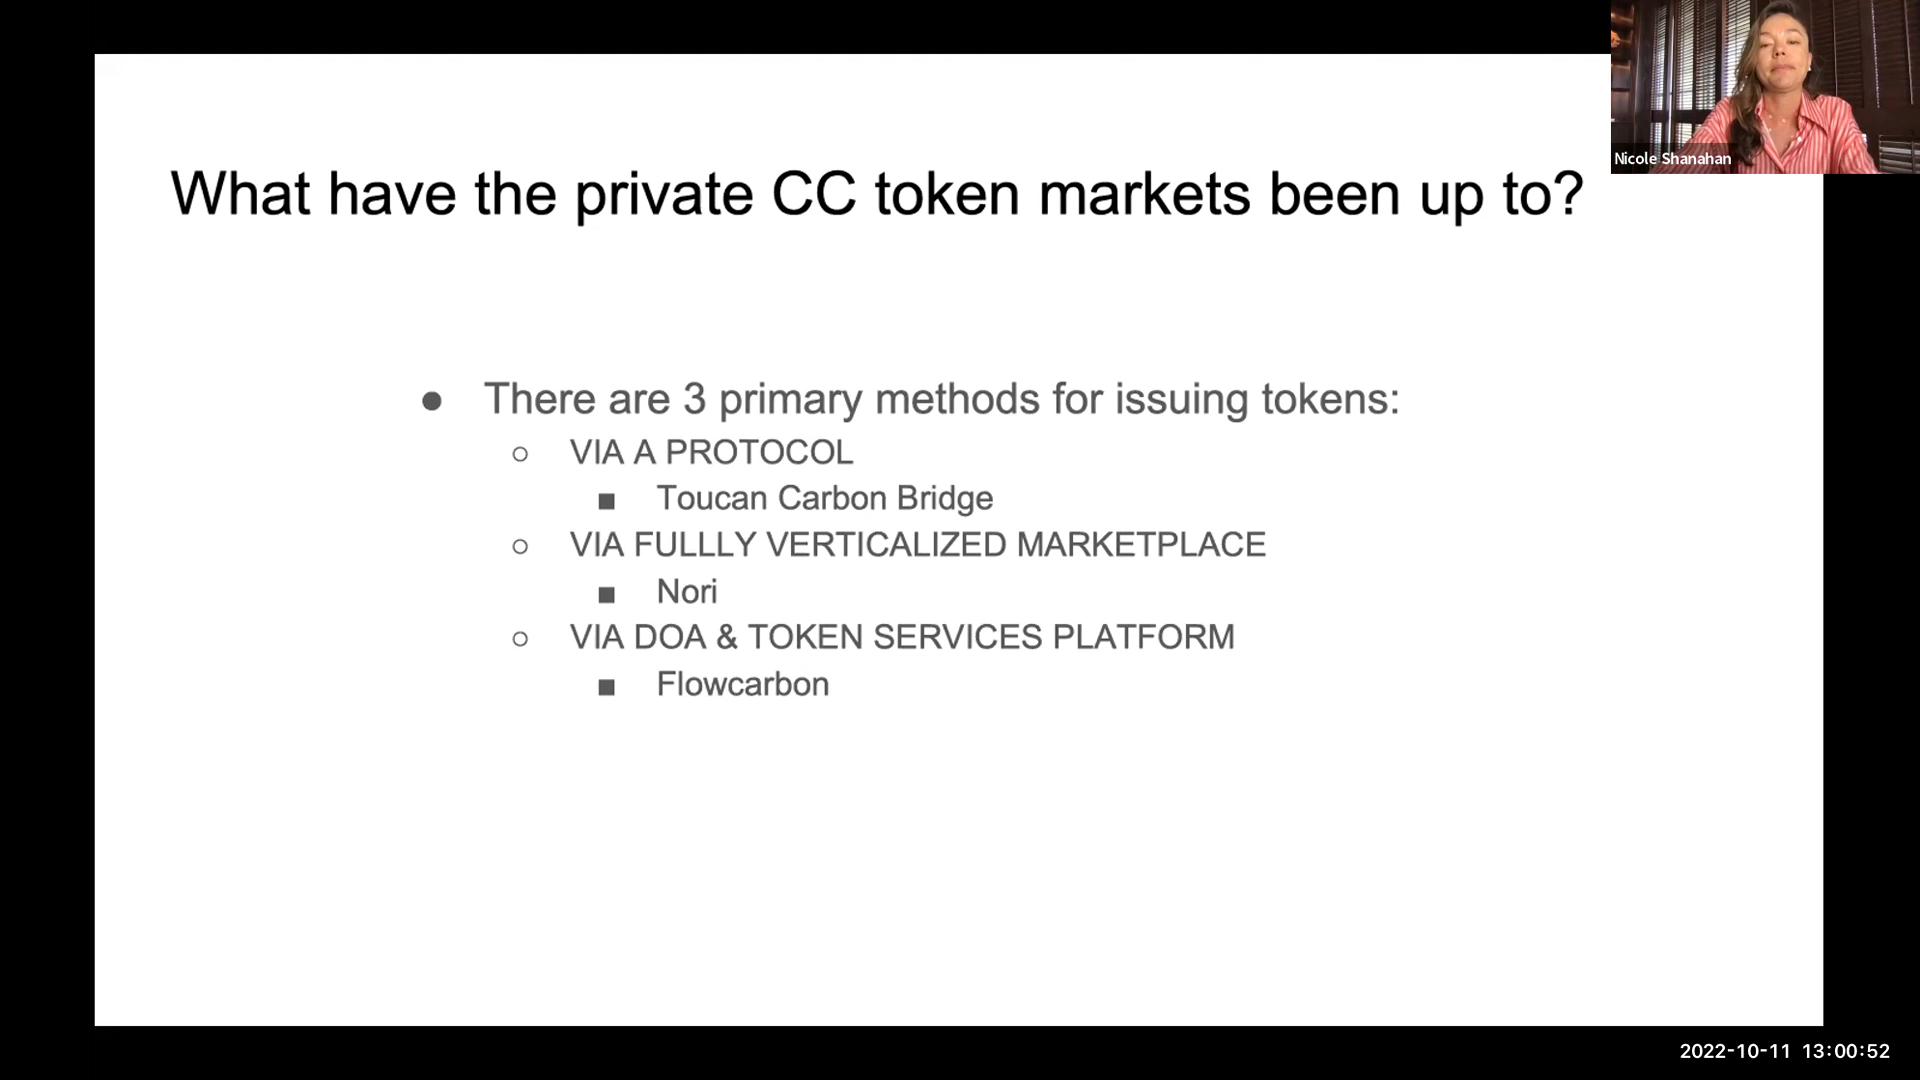 Nicole Shanahan
What have the private CC token markets been up to?
● There are 3 primary methods for issuing tokens:
○ VIA A PROTOCOL
■ Toucan Carbon Bridge
○ VIA FULLLY VERTICALIZED MARKETPLACE
■ Nori
○ VIA DOA & TOKEN SERVICES PLATFORM
■ Flowcarbon
2022-10-11 13:00:52